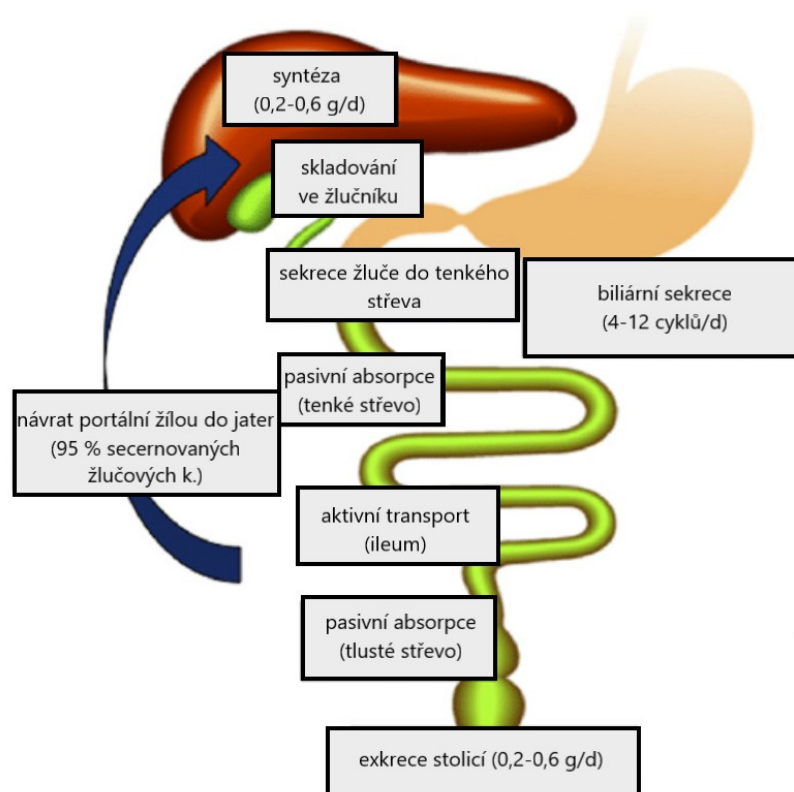 syntéza
(0,2-0,6 g/d)
skladování
ve žlučníku
sekrece žluče do tenkého
střeva
biliární sekrece
(4-12 cyklů/d)
pasivní absorpce
(tenké střevo)
návrat portální žílou do jater
(95 % secernovaných
žlučových k.)
aktivní transport
(ileum)
pasivní absorpce
(tlusté střevo)
exkrece stolicí (0,2-0,6 g/d)